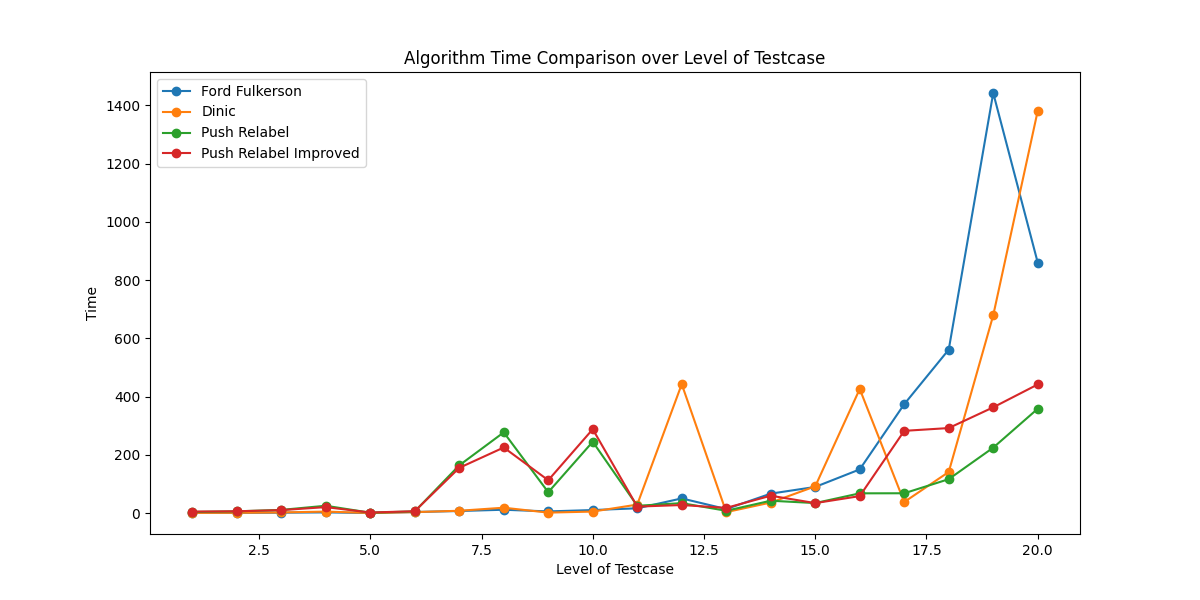 Algorithm Time Comparison over Level of Testcase
Ford Fulkerson
Dinic
Push Relabel
Push Relabel Improved
1400
1200
1000
800
600
400
200
0
Time
2.5 5.0 7.5 10.0 12.5 15.0 17.5 20.0
Level of Testcase